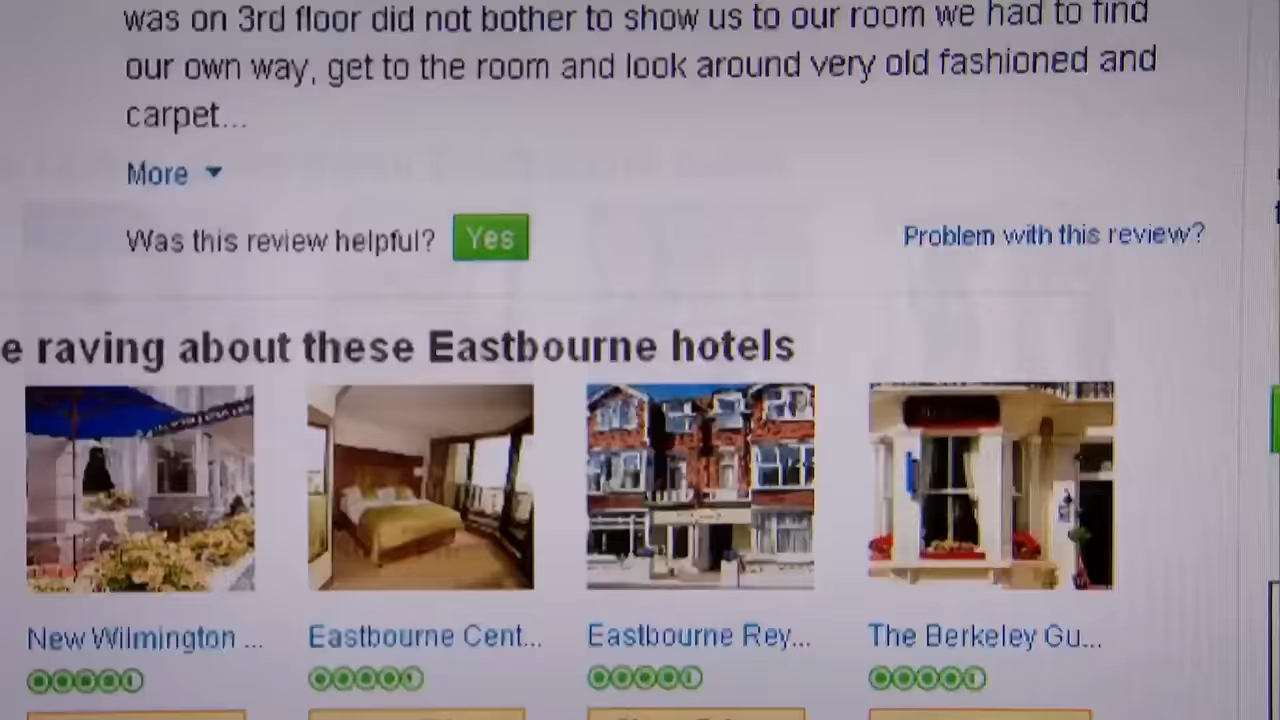 was on 3rd floor did not bother to show us to our room we had to find
our own way, get to the room and look around very old fashioned and
carpet...
More
Was this review helpful? Yes
Problem with this review?
e raving about these Eastbourne hotels
New Wilmington ...
Eastbourne Cent...
Eastbourne Rey...
The Berkeley Gu...